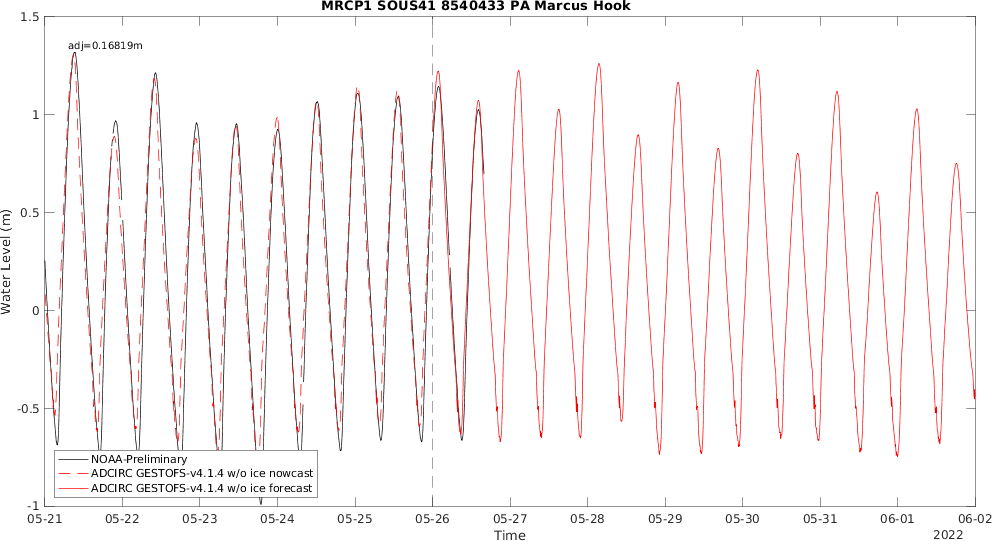 MRCP1 SOUS41 8540433 PA Marcus Hook
adj=0.16819m
1.5
1
0.5
0
-0.5
-1
Water Level (m)
NOAA-Preliminary
ADCIRC GESTOFS-v4.1.4 w/o ice nowcast
ADCIRC GESTOFS-v4.1.4 w/o ice forecast
05-21 05-22 05-23 05-24 05-25 05-26 05-27 05-28 05-29 05-30 05-31 06-01 06-02
Time
2022